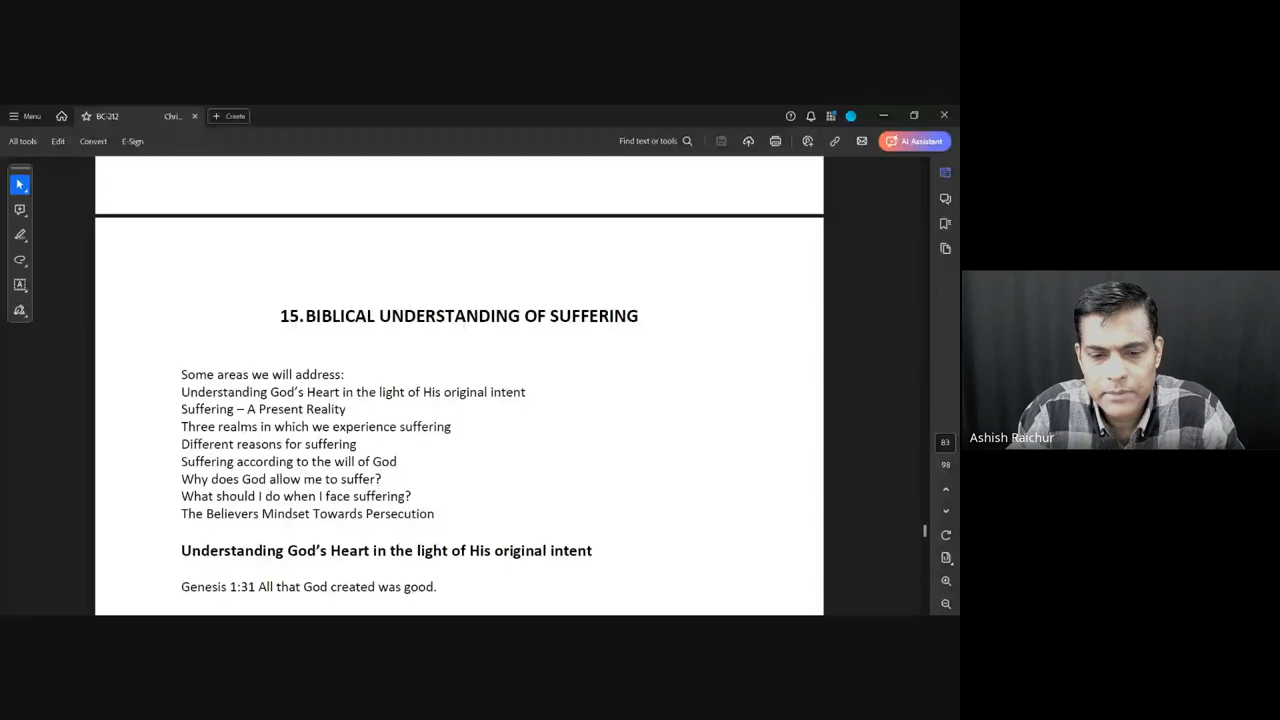 Menu
BC-212
Chri..
Create
All tools
Edit
Convert
E-Sign
Find text or tools
AI Assistant
15.BIBLICAL UNDERSTANDING OF SUFFERING
Some areas we will address:
Understanding God’s Heart in the light of His original intent
Suffering – A Present Reality
Three realms in which we experience suffering
Different reasons for suffering
Suffering according to the will of God
Why does God allow me to suffer?
What should I do when I face suffering?
The Believers Mindset Towards Persecution
Understanding God’s Heart in the light of His original intent
Genesis 1:31 All that God created was good.
83
98
Ashish Raichur